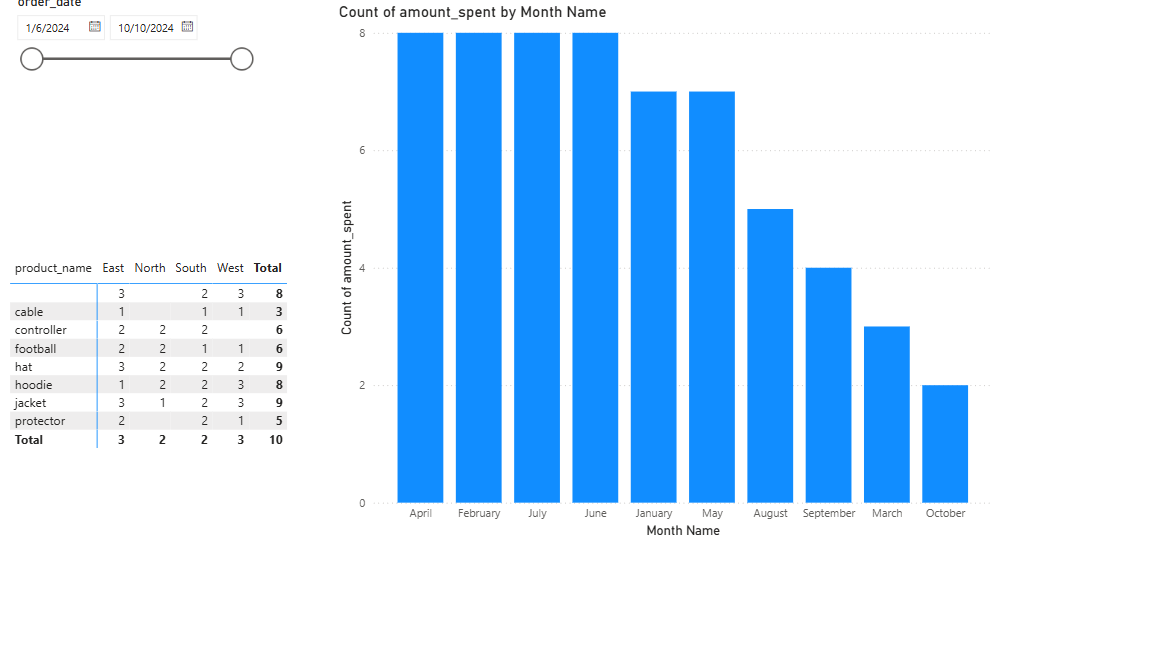 order_date
1/6/2024 10/10/2024
product_name East North South West Total
3 2 3 8
cable 1 1 1 3
controller 2 2 2 6
football 2 2 1 1 6
hat 3 2 2 2 9
hoodie 1 2 2 3 8
jacket 3 1 2 3 9
protector 2 2 1 5
Total 3 2 2 3 10
Count of amount_spent by Month Name
Count of amount_spent
8
6
4
2
0
April February July June January May August September March October
Month Name